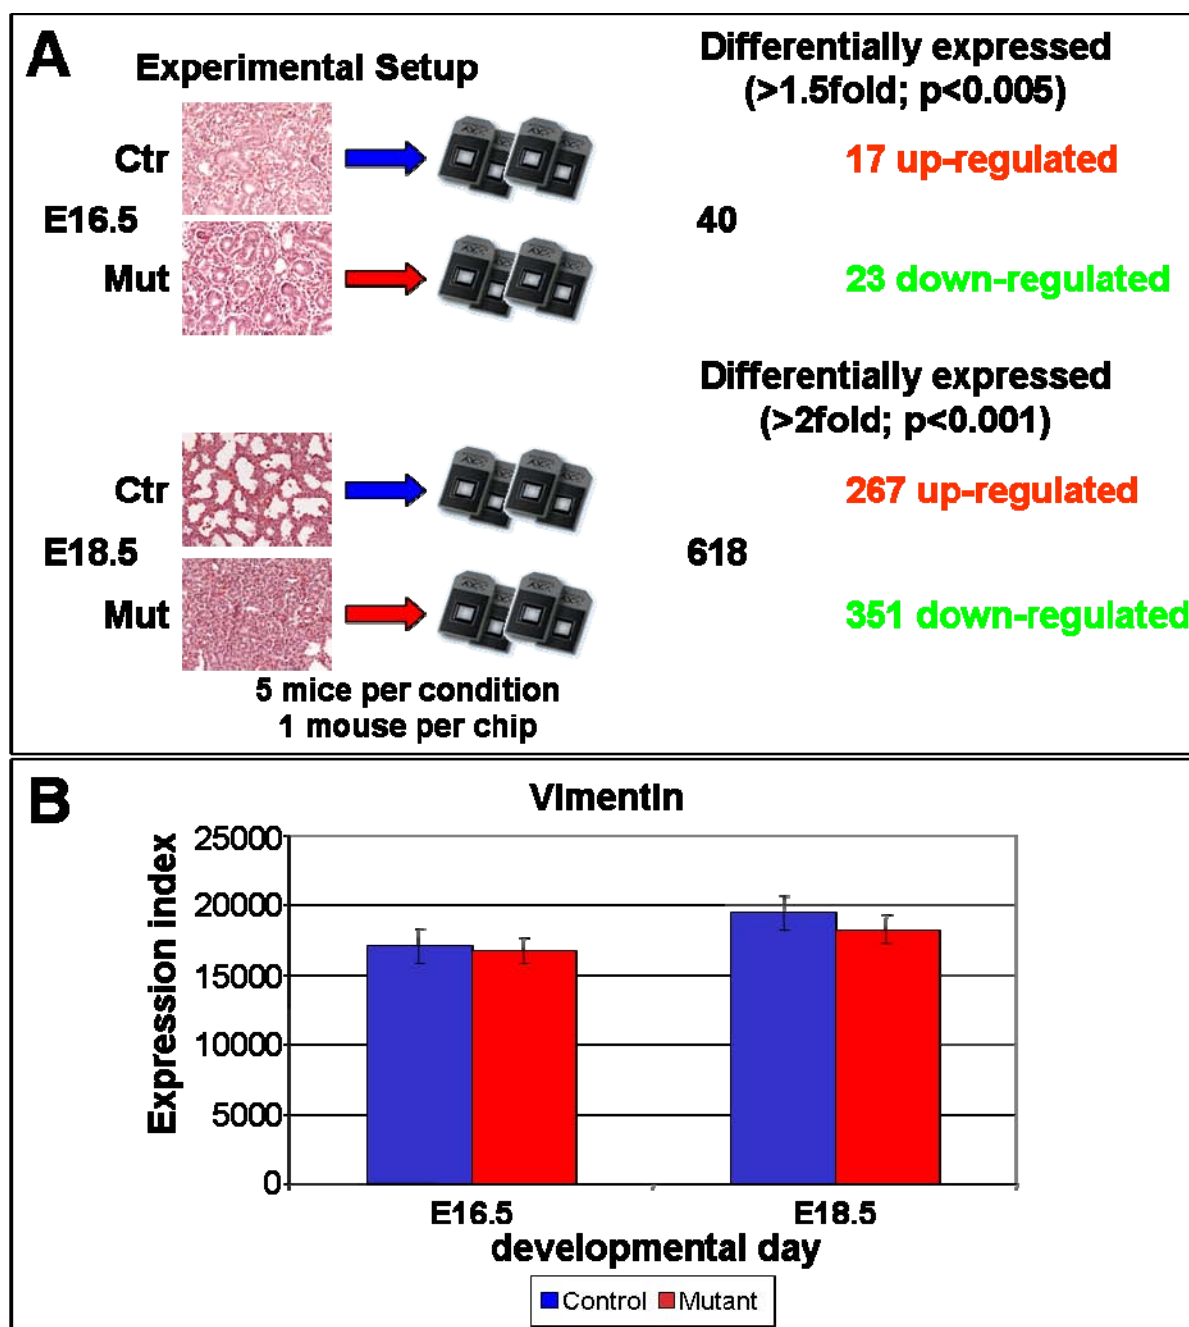 A
Experimental Setup
Differentially expressed
(>1.5fold; p<0.005)
Ctr
17 up-regulated
E16.5
40
Mut
23 down-regulated
Differentially expressed
(>2fold; p<0.001)
Ctr
267 up-regulated
E18.5
618
Mut
351 down-regulated
5 mice per condition
1 mouse per chip
B
Vimentin
Expression index
25000
20000
15000
10000
5000
0
E16.5
E18.5
developmental day
Control
Mutant